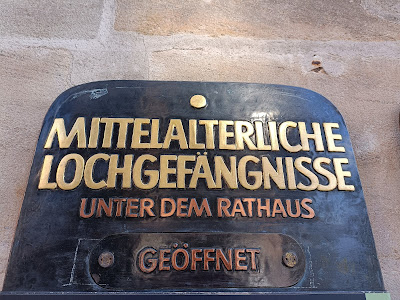 MITTELALTERLICHE
LOCHGEFÄNGNISSE
UNTER DEM RATHAUS
GEÖFFNET